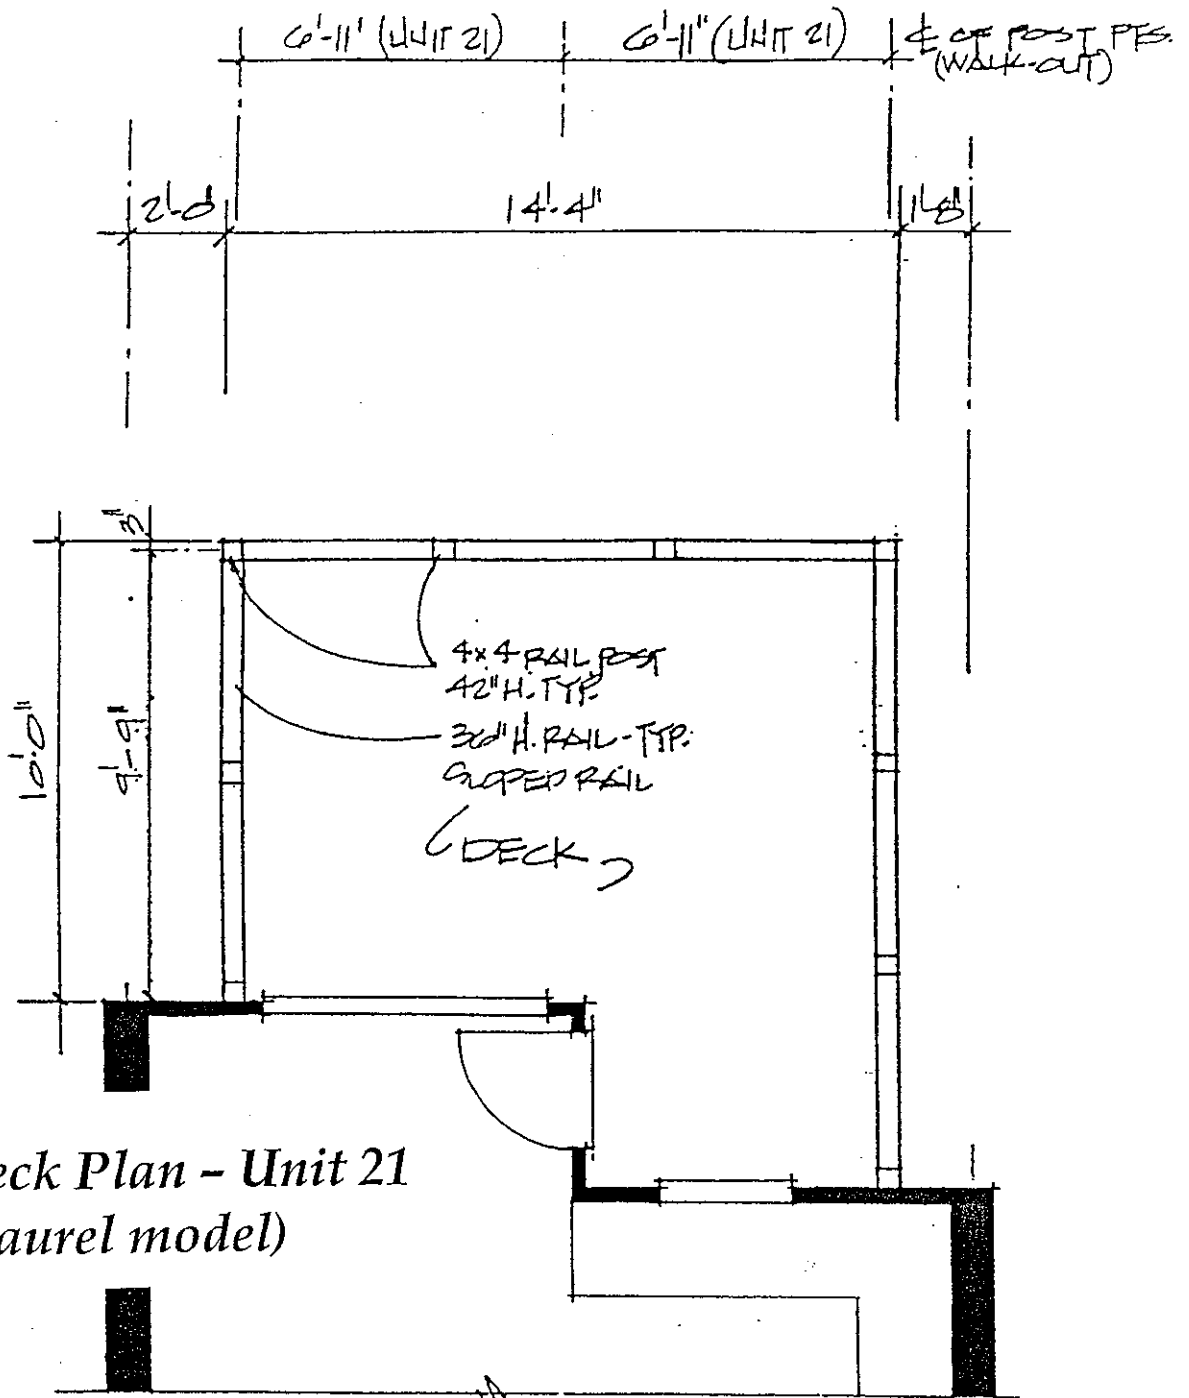 6'-11' (UNIT 21) 6'-11" (UNIT 21) ℄ OF POST FTS.
(WALK-OUT)
2'-0" 14'-4" 1'-8"
3"
10'-0"
9'-9"
4x4 RAIL POST
42" H. TYP.
36" H. RAIL - TYP.
SLOPED RAIL
DECK
eck Plan – Unit 21
aurel model)